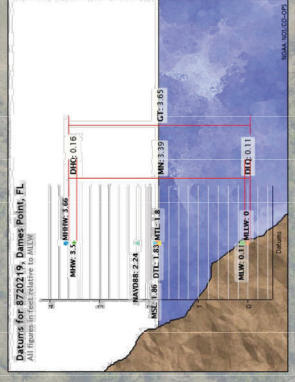 Datums for 8720219, Dames Point, FL
All figures in feet relative to MLLW
MHHW: 3.66
DHQ: 0.16
MHW: 3.5
NAVD88: 2.24
MSL: 1.86
DTL: 1.83
MTL: 1.8
MN: 3.39
GT: 3.65
MLW: 0.11
MLLW: 0
DLQ: 0.11
1
0
Datums
NOAA/NOS/CO-OPS